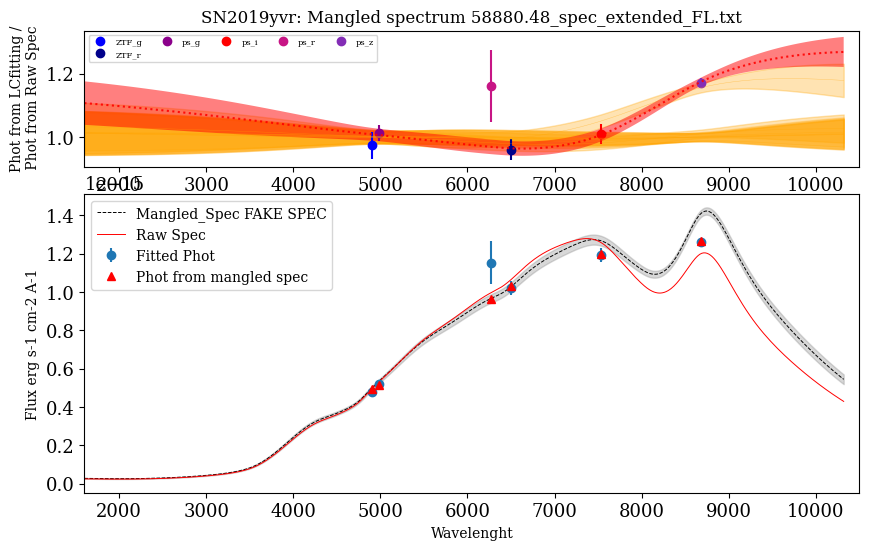 SN2019yvr: Mangled spectrum 58880.48_spec_extended_FL.txt
Phot from LCfitting /
Phot from Raw Spec
ZTF_g ps_g ps_i ps_r ps_z
ZTF_r
1.2
1.0
2000 3000 4000 5000 6000 7000 8000 9000 10000
1e−15
Flux erg s-1 cm-2 A-1
1.4
1.2
1.0
0.8
0.6
0.4
0.2
0.0
Mangled_Spec FAKE SPEC
Raw Spec
Fitted Phot
Phot from mangled spec
2000 3000 4000 5000 6000 7000 8000 9000 10000
Wavelenght